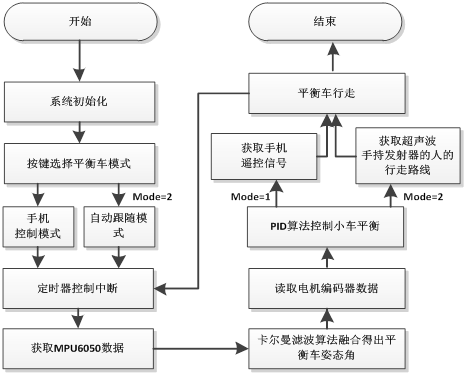 开始
系统初始化
按键选择平衡车模式
Mode=2
手机
控制模式
自动跟随模
式
定时器控制中断
获取MPU6050数据
卡尔曼滤波算法融合得出平
衡车姿态角
读取电机编码器数据
PID算法控制小车平衡
Mode=1
Mode=2
获取手机
遥控信号
获取超声波
手持发射器的人的
行走路线
平衡车行走
结束